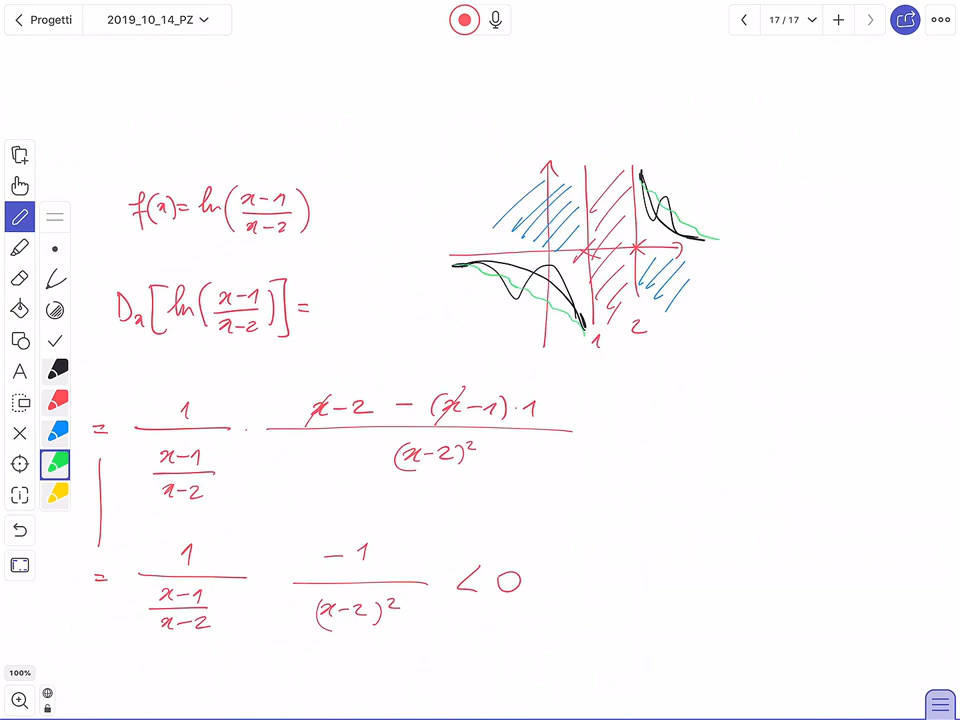 Progetti
2019_10_14_PZ
17 / 17
f(x) = ln((x-1)/(x-2))
1
2
Dx[ln((x-1)/(x-2))] =
= 1/((x-1)/(x-2)) · (x-2 - (x-1)·1)/(x-2)²
= 1/((x-1)/(x-2)) -1/(x-2)² < 0
A
100%